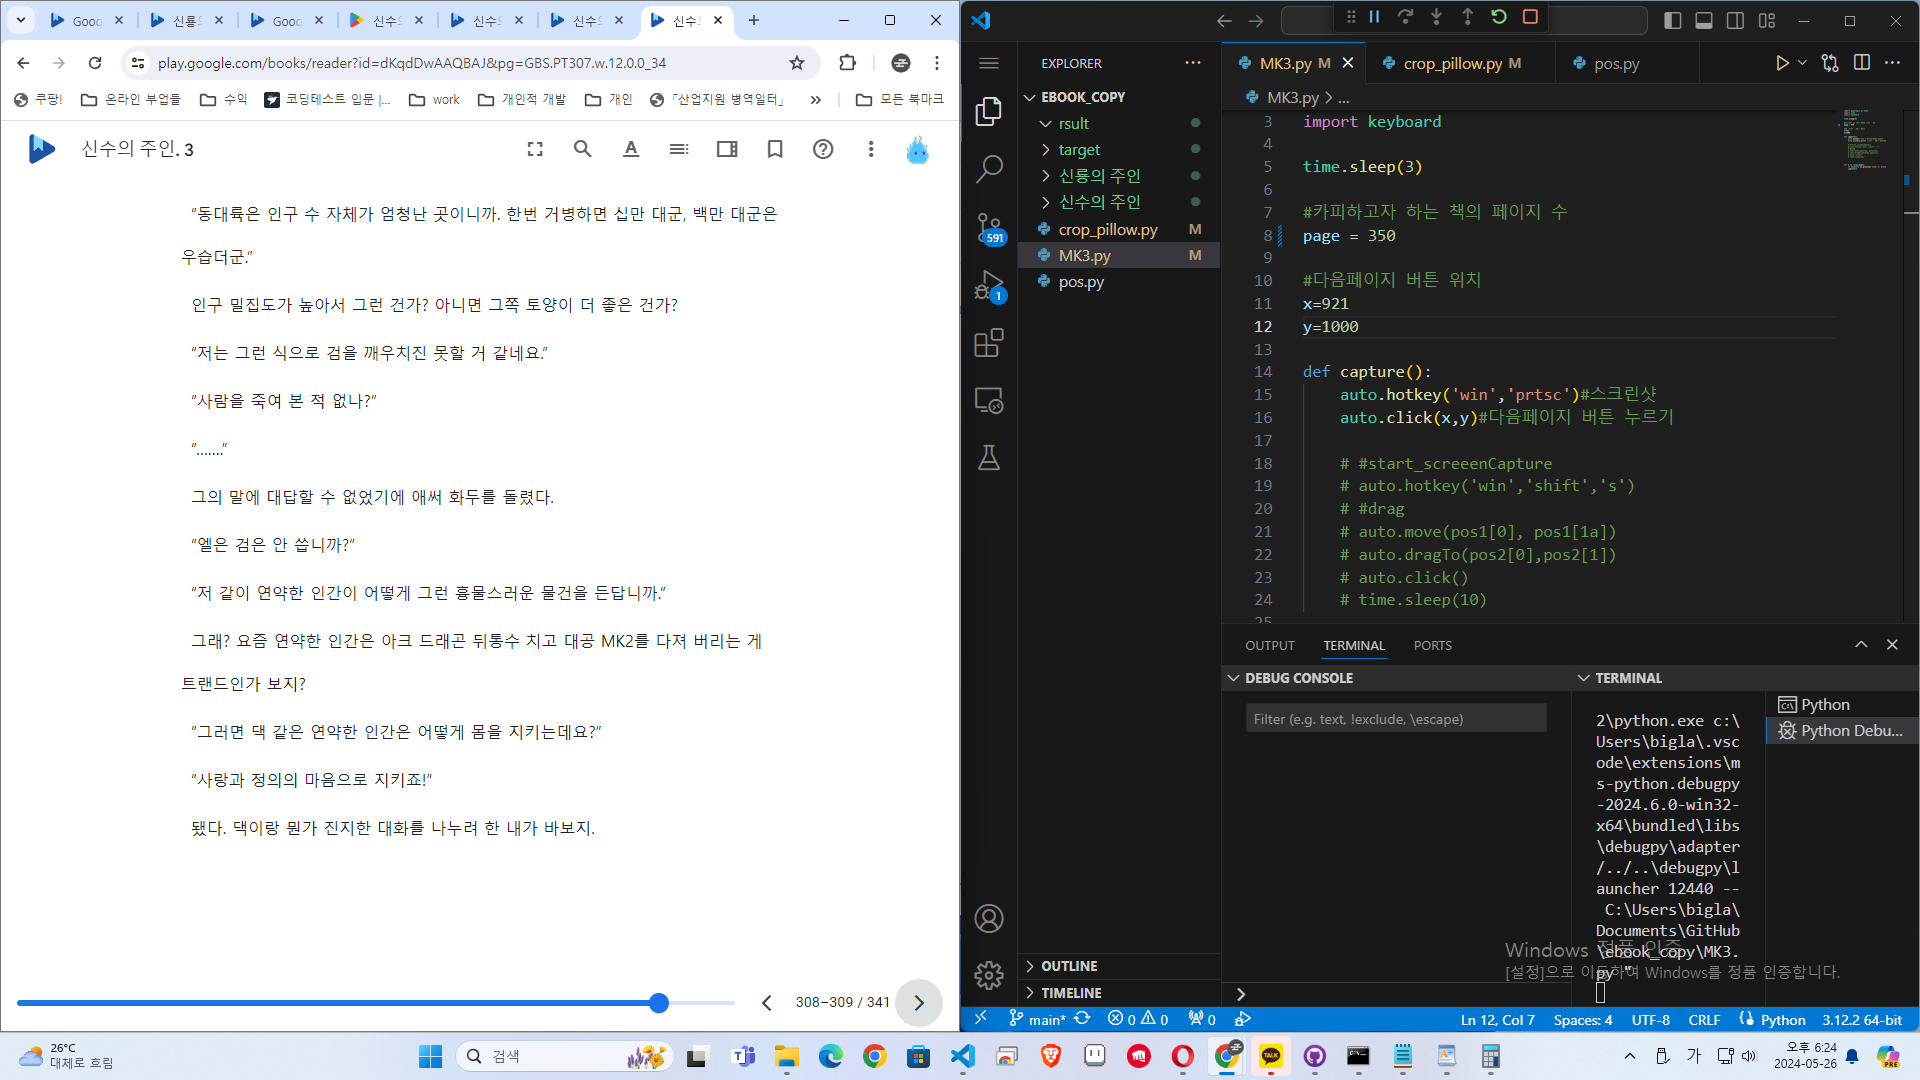 Goog
신룡
Goog
신수의
신수
신수
신수
play.google.com/books/reader?id=dKqdDwAAQBAJ&pg=GBS.PT307.w.12.0.0_34
쿠팡!
온라인 부업들
수익
코딩테스트 입문 |...
work
개인적 개발
개인
「산업지원 병역일터」
»
모든 북마크
신수의 주인. 3
"동대륙은 인구 수 자체가 엄청난 곳이니까. 한번 거병하면 십만 대군, 백만 대군은
우습더군."
인구 밀집도가 높아서 그런 건가? 아니면 그쪽 토양이 더 좋은 건가?
"저는 그런 식으로 검을 깨우치진 못할 거 같네요."
"사람을 죽여 본 적 없나?"
"......."
그의 말에 대답할 수 없었기에 애써 화두를 돌렸다.
"엘은 검은 안 씁니까?"
"저 같이 연약한 인간이 어떻게 그런 흉물스러운 물건을 든답니까."
그래? 요즘 연약한 인간은 아크 드래곤 뒤통수 치고 대공 MK2를 다져 버리는 게
트랜드인가 보지?
"그러면 댁 같은 연약한 인간은 어떻게 몸을 지키는데요?"
"사랑과 정의의 마음으로 지키죠!"
됐다. 댁이랑 뭔가 진지한 대화를 나누려 한 내가 바보지.
308–309 / 341
EXPLORER
EBOOK_COPY
rsult
target
신룡의 주인
신수의 주인
crop_pillow.py M
MK3.py M
pos.py
591
1
OUTLINE
TIMELINE
MK3.py M
crop_pillow.py M
pos.py
MK3.py > ...
3 import keyboard
4
5 time.sleep(3)
6
7 #카피하고자 하는 책의 페이지 수
8 page = 350
9
10 #다음페이지 버튼 위치
11 x=921
12 y=1000
13
14 def capture():
15 auto.hotkey('win','prtsc')#스크린샷
16 auto.click(x,y)#다음페이지 버튼 누르기
17
18 # #start_screeenCapture
19 # auto.hotkey('win','shift','s')
20 # #drag
21 # auto.move(pos1[0], pos1[1a])
22 # auto.dragTo(pos2[0],pos2[1])
23 # auto.click()
24 # time.sleep(10)
25
OUTPUT
TERMINAL
PORTS
DEBUG CONSOLE
Filter (e.g. text, !exclude, \escape)
TERMINAL
2\python.exe c:\
Users\bigla\.vsc
ode\extensions\m
s-python.debugpy
-2024.6.0-win32-
x64\bundled\libs
\debugpy\adapter
/../..\debugpy\l
auncher 12440 --
C:\Users\bigla\
Documents\GitHub
\ebook_copy\MK3.
py "
Python
Python Debu...
Windows 정품 인증
[설정]으로 이동하여 Windows를 정품 인증합니다.
main*
0
0
0
Ln 12, Col 7
Spaces: 4
UTF-8
CRLF
Python
3.12.2 64-bit
26°C
대체로 흐림
검색
TALK
가
오후 6:24
2024-05-26
PRE